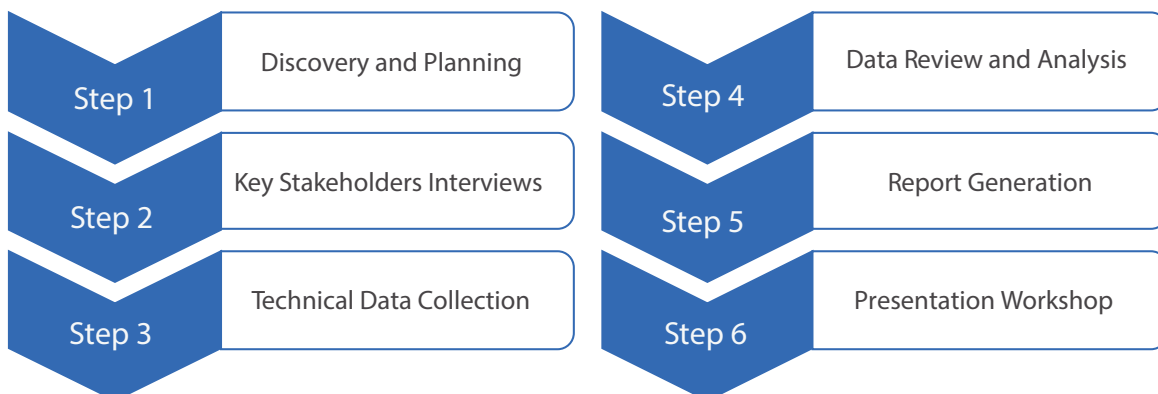 Step 1
Discovery and Planning
Step 2
Key Stakeholders Interviews
Step 3
Technical Data Collection
Step 4
Data Review and Analysis
Step 5
Report Generation
Step 6
Presentation Workshop